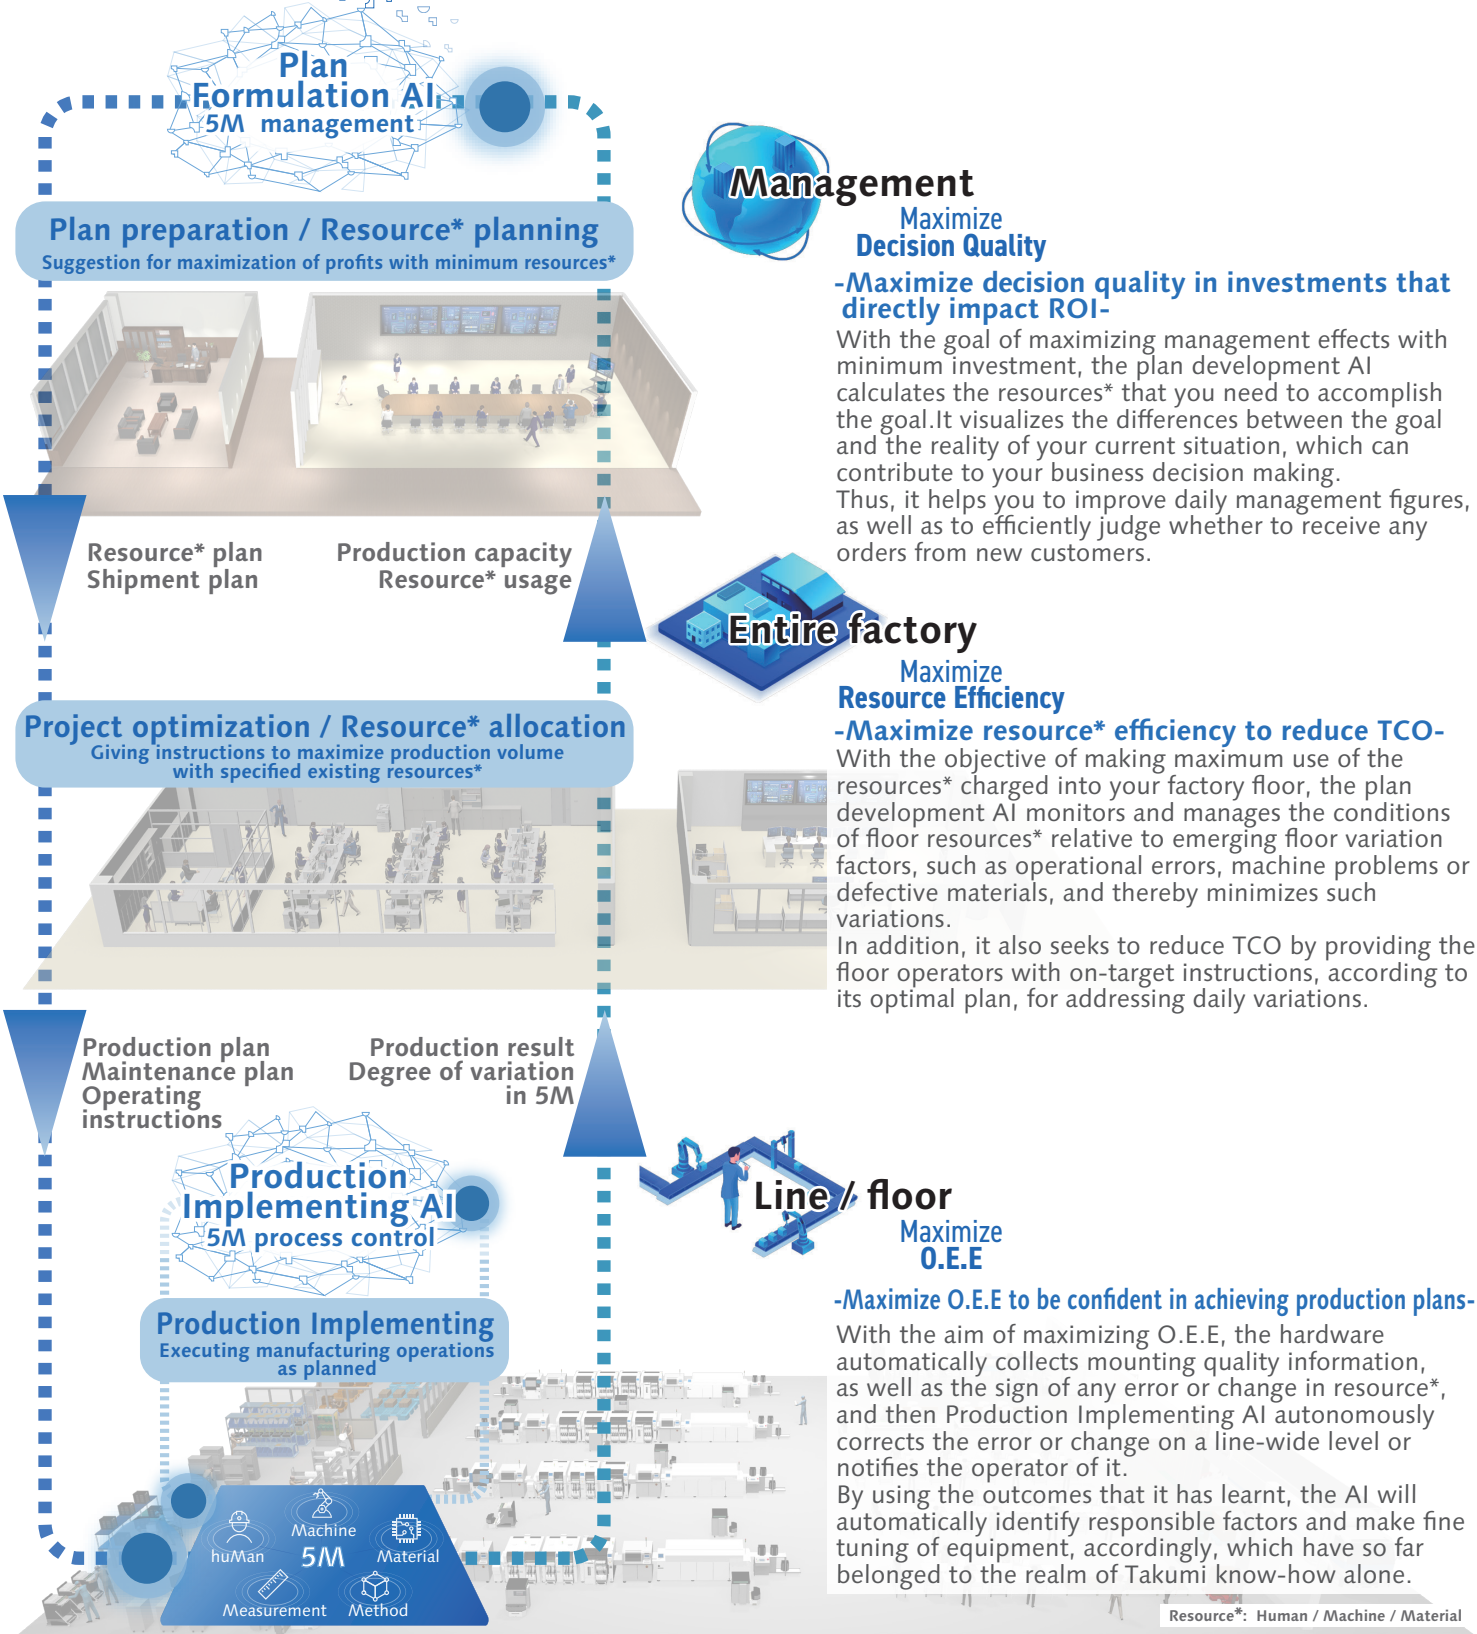 Plan
Formulation AI
5M management
Plan preparation / Resource* planning
Suggestion for maximization of profits with minimum resources*
Resource* plan
Shipment plan
Production capacity
Resource* usage
Project optimization / Resource* allocation
Giving instructions to maximize production volume
with specified existing resources*
Production plan
Maintenance plan
Operating
instructions
Production result
Degree of variation
in 5M
Production
Implementing AI
5M process control
Production Implementing
Executing manufacturing operations
as planned
huMan
Machine
5M
Material
Measurement
Method
Management
Maximize
Decision Quality
-Maximize decision quality in investments that
directly impact ROI-
With the goal of maximizing management effects with
minimum investment, the plan development AI
calculates the resources* that you need to accomplish
the goal.It visualizes the differences between the goal
and the reality of your current situation, which can
contribute to your business decision making.
Thus, it helps you to improve daily management figures,
as well as to efficiently judge whether to receive any
orders from new customers.
Entire factory
Maximize
Resource Efficiency
-Maximize resource* efficiency to reduce TCO-
With the objective of making maximum use of the
resources* charged into your factory floor, the plan
development AI monitors and manages the conditions
of floor resources* relative to emerging floor variation
factors, such as operational errors, machine problems or
defective materials, and thereby minimizes such
variations.
In addition, it also seeks to reduce TCO by providing the
floor operators with on-target instructions, according to
its optimal plan, for addressing daily variations.
Line / floor
Maximize
O.E.E
-Maximize O.E.E to be confident in achieving production plans-
With the aim of maximizing O.E.E, the hardware
automatically collects mounting quality information,
as well as the sign of any error or change in resource*,
and then Production Implementing AI autonomously
corrects the error or change on a line-wide level or
notifies the operator of it.
By using the outcomes that it has learnt, the AI will
automatically identify responsible factors and make fine
tuning of equipment, accordingly, which have so far
belonged to the realm of Takumi know-how alone.
Resource*: Human / Machine / Material